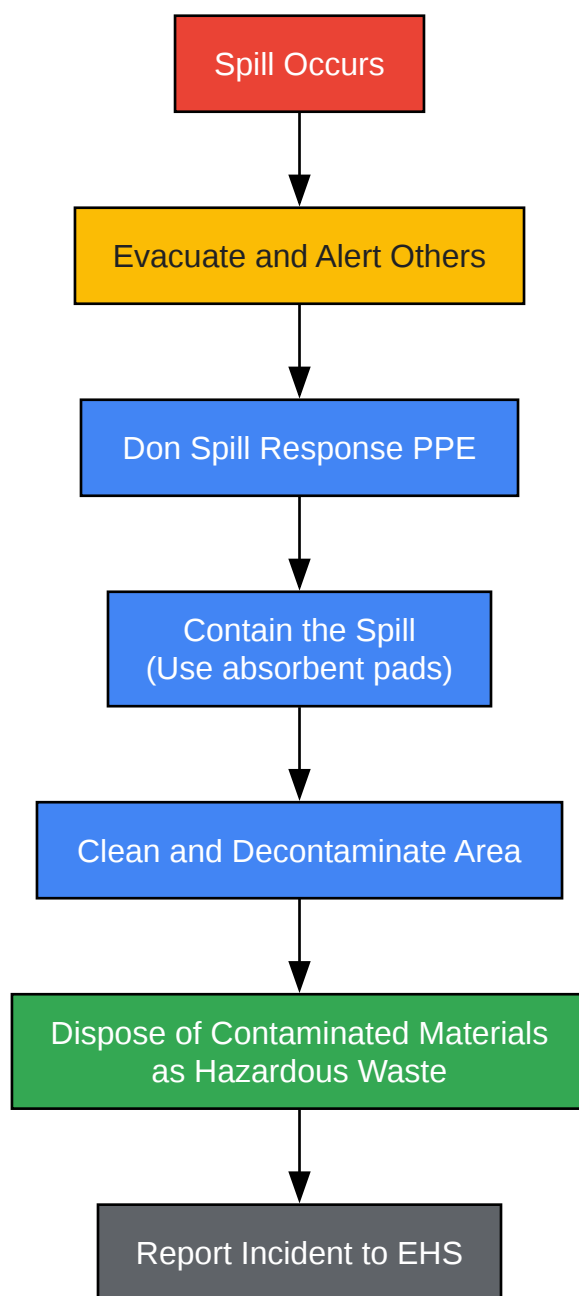 Spill Occurs
Evacuate and Alert Others
Don Spill Response PPE
Contain the Spill
(Use absorbent pads)
Clean and Decontaminate Area
Dispose of Contaminated Materials
as Hazardous Waste
Report Incident to EHS